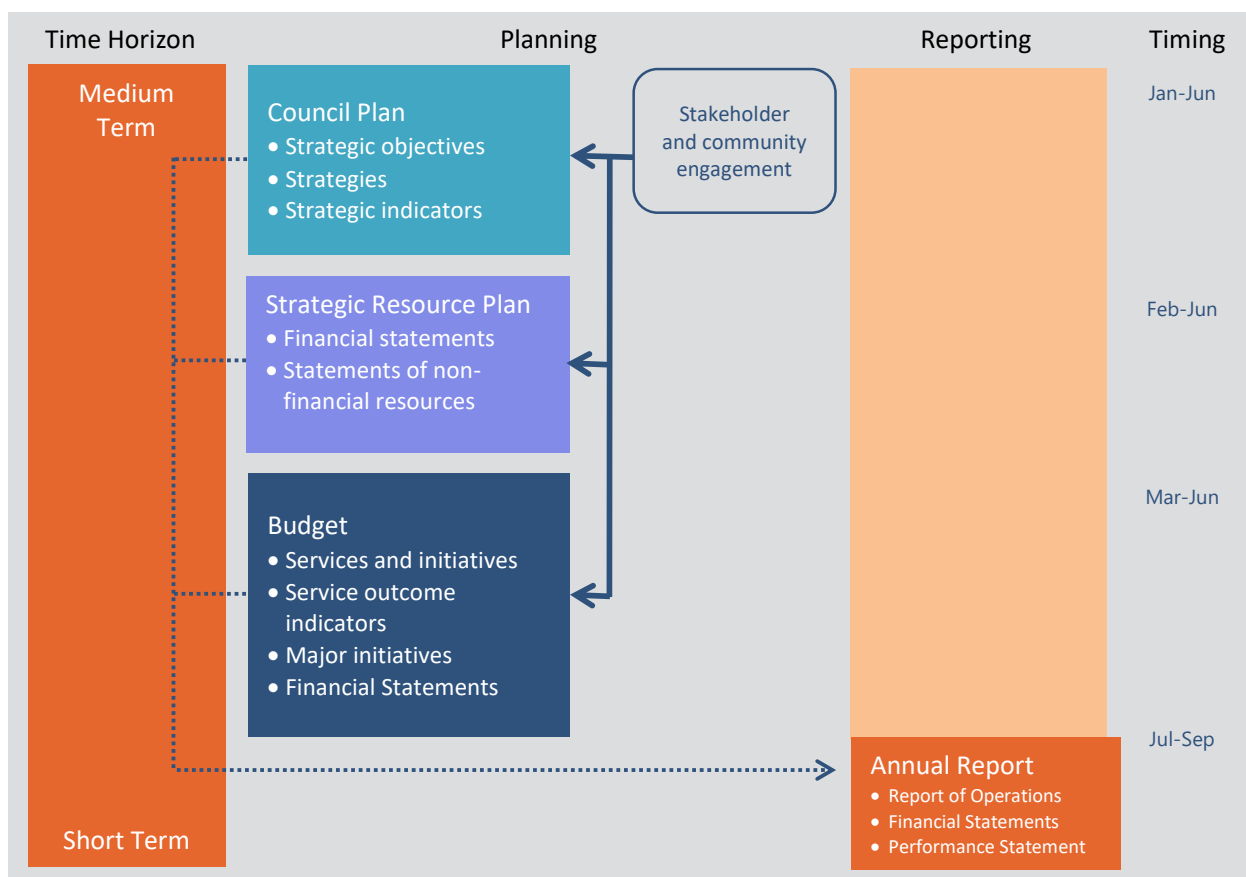 Time Horizon
Planning
Reporting
Timing
Medium
Term
Short Term
Council Plan
• Strategic objectives
• Strategies
• Strategic indicators
Stakeholder
and community
engagement
Strategic Resource Plan
• Financial statements
• Statements of non-
financial resources
Budget
• Services and initiatives
• Service outcome
indicators
• Major initiatives
• Financial Statements
Annual Report
• Report of Operations
• Financial Statements
• Performance Statement
Jan-Jun
Feb-Jun
Mar-Jun
Jul-Sep